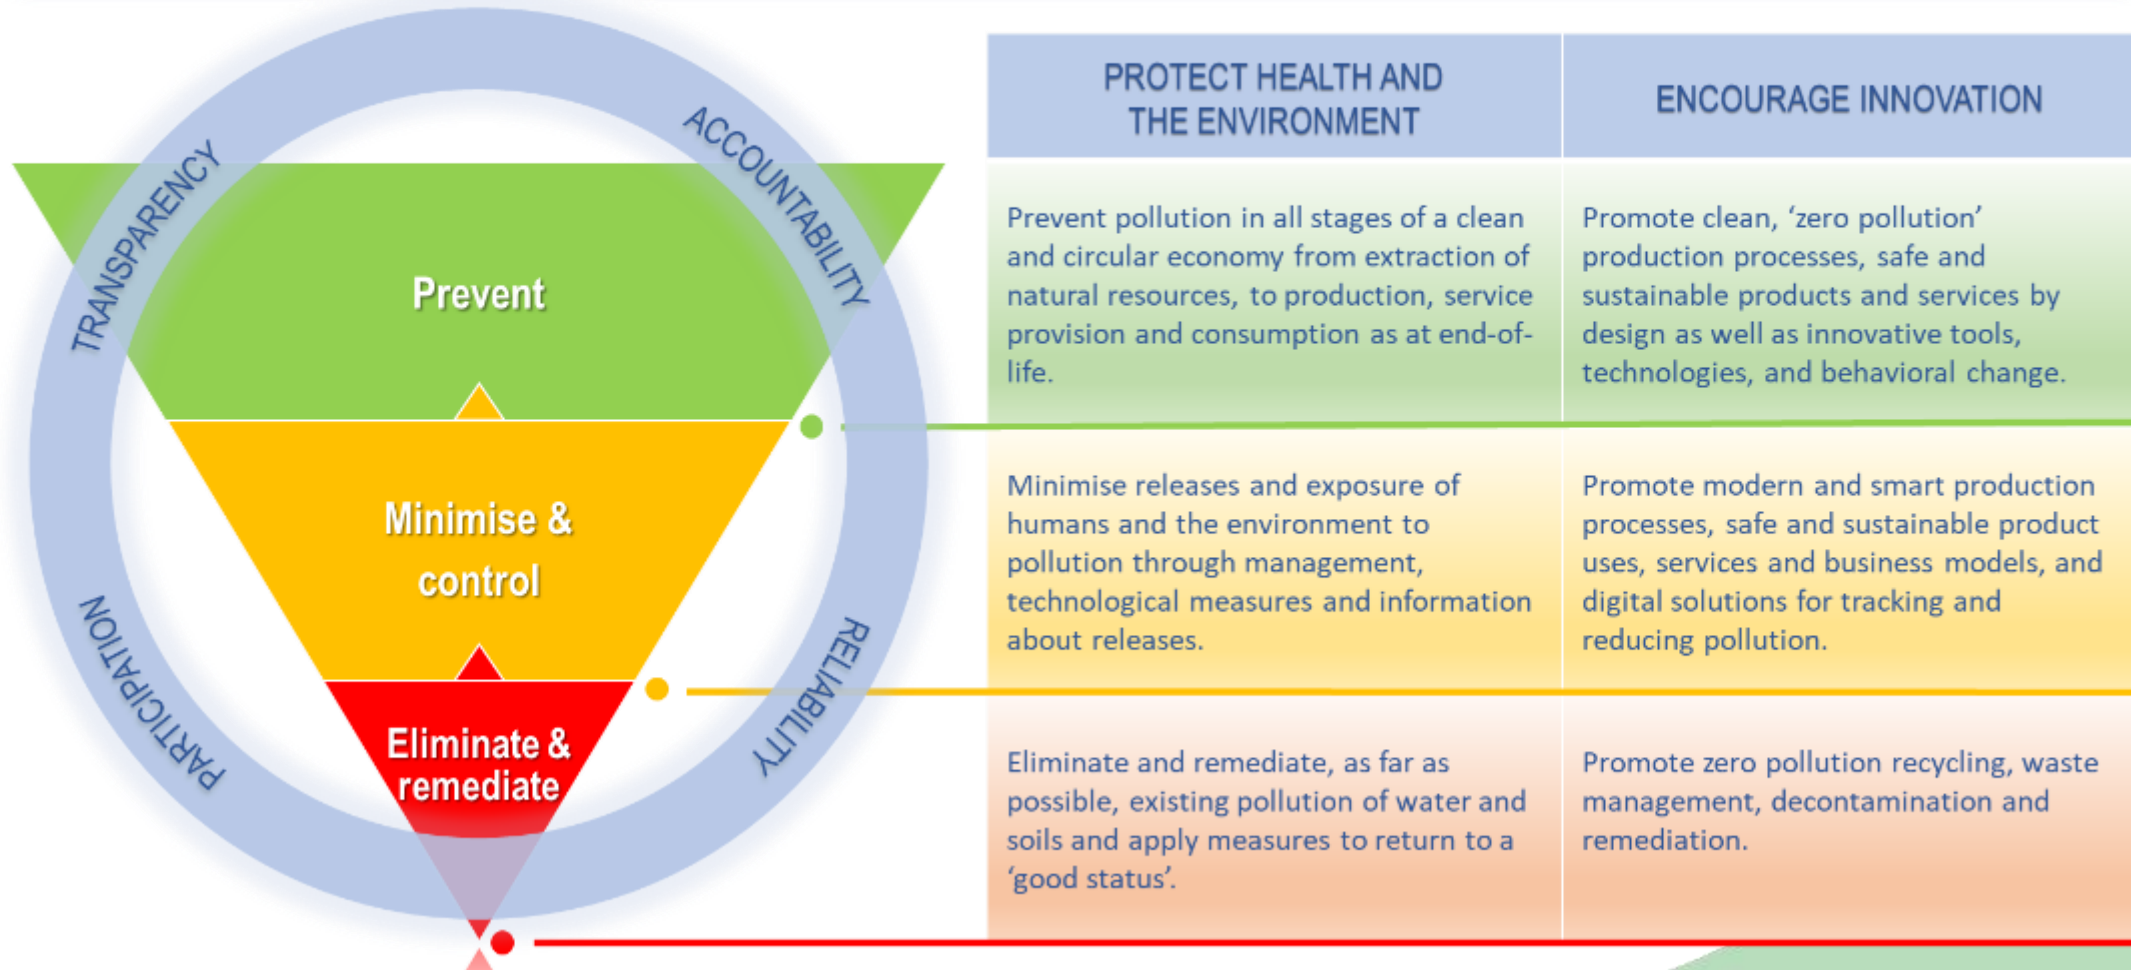 TRANSPARENCY
ACCOUNTABILITY
PARTICIPATION
RELIABILITY
Prevent
Minimise &
control
Eliminate &
remediate
PROTECT HEALTH AND
THE ENVIRONMENT
ENCOURAGE INNOVATION
Prevent pollution in all stages of a clean
and circular economy from extraction of
natural resources, to production, service
provision and consumption as at end-of-
life.
Promote clean, ‘zero pollution’
production processes, safe and
sustainable products and services by
design as well as innovative tools,
technologies, and behavioral change.
Minimise releases and exposure of
humans and the environment to
pollution through management,
technological measures and information
about releases.
Promote modern and smart production
processes, safe and sustainable product
uses, services and business models, and
digital solutions for tracking and
reducing pollution.
Eliminate and remediate, as far as
possible, existing pollution of water and
soils and apply measures to return to a
‘good status’.
Promote zero pollution recycling, waste
management, decontamination and
remediation.